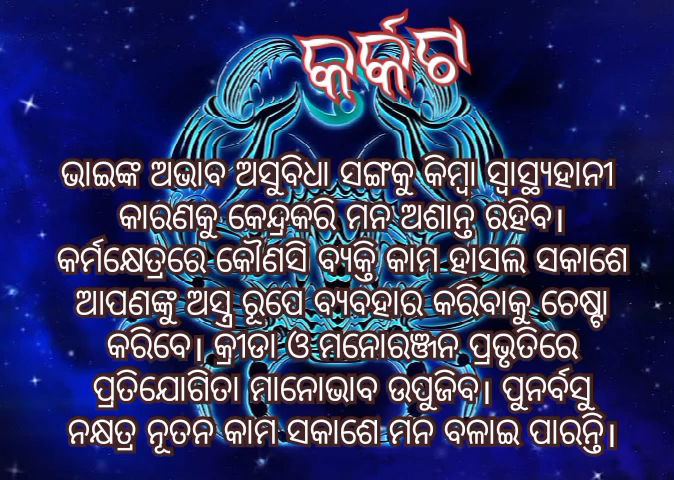 କର୍କଟ
ଭାଇଙ୍କ ଅଭାବ ଅସୁବିଧା ସଙ୍ଗକୁ କିମ୍ବା ସ୍ୱାସ୍ଥ୍ୟହାନୀ
କାରଣକୁ କେନ୍ଦ୍ରକରି ମନ ଅଶାନ୍ତ ରହିବ।
କର୍ମକ୍ଷେତ୍ରରେ କୌଣସି ବ୍ୟକ୍ତି କାମ ହାସଲ ସକାଶେ
ଆପଣଙ୍କୁ ଅସ୍ତ୍ର ରୂପେ ବ୍ୟବହାର କରିବାକୁ ଚେଷ୍ଟା
କରିବେ। କ୍ରୀଡା ଓ ମନୋରଞ୍ଜନ ପ୍ରଭୃତିରେ
ପ୍ରତିଯୋଗିତା ମାନୋଭାବ ଉପୁଜିବ। ପୁନର୍ବସୁ
ନକ୍ଷତ୍ର ନୂତନ କାମ ସକାଶେ ମନ ବଳାଇ ପାରନ୍ତି।